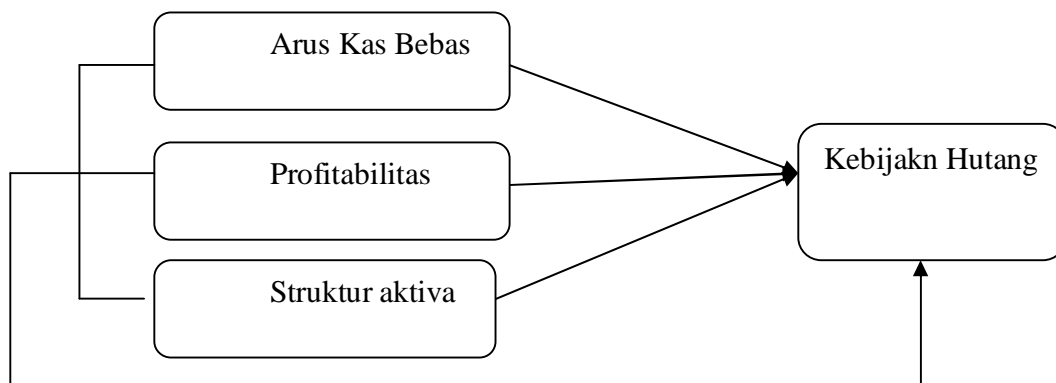 Arus Kas Bebas
Profitabilitas
Kebijakn Hutang
Struktur aktiva